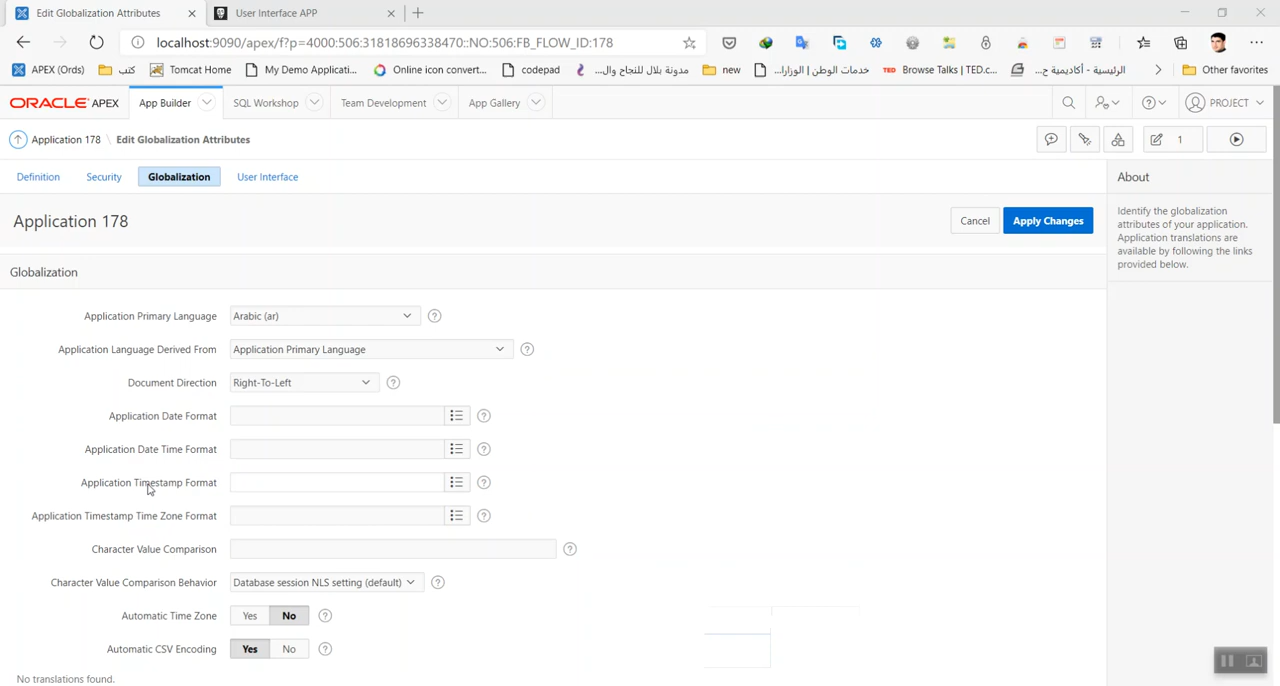 Edit Globalization Attributes
User Interface APP
localhost:9090/apex/f?p=4000:506:31818696338470::NO:506:FB_FLOW_ID:178
APEX (Ords)
كتب
Tomcat Home
My Demo Applicati...
Online icon convert...
codepad
مدونة بلال للنجاح وال...
new
خدمات الوطن | الوزارا...
TED
Browse Talks | TED.c...
الرئيسية - أكاديمية ح...
Other favorites
ORACLE APEX
App Builder
SQL Workshop
Team Development
App Gallery
PROJECT
Application 178 / Edit Globalization Attributes
1
Definition
Security
Globalization
User Interface
About
Application 178
Cancel
Apply Changes
Identify the globalization
attributes of your application.
Application translations are
available by following the links
provided below.
Globalization
Application Primary Language Arabic (ar)
Application Language Derived From Application Primary Language
Document Direction Right-To-Left
Application Date Format
Application Date Time Format
Application Timestamp Format
Application Timestamp Time Zone Format
Character Value Comparison
Character Value Comparison Behavior Database session NLS setting (default)
Automatic Time Zone Yes No
Automatic CSV Encoding Yes No
No translations found.